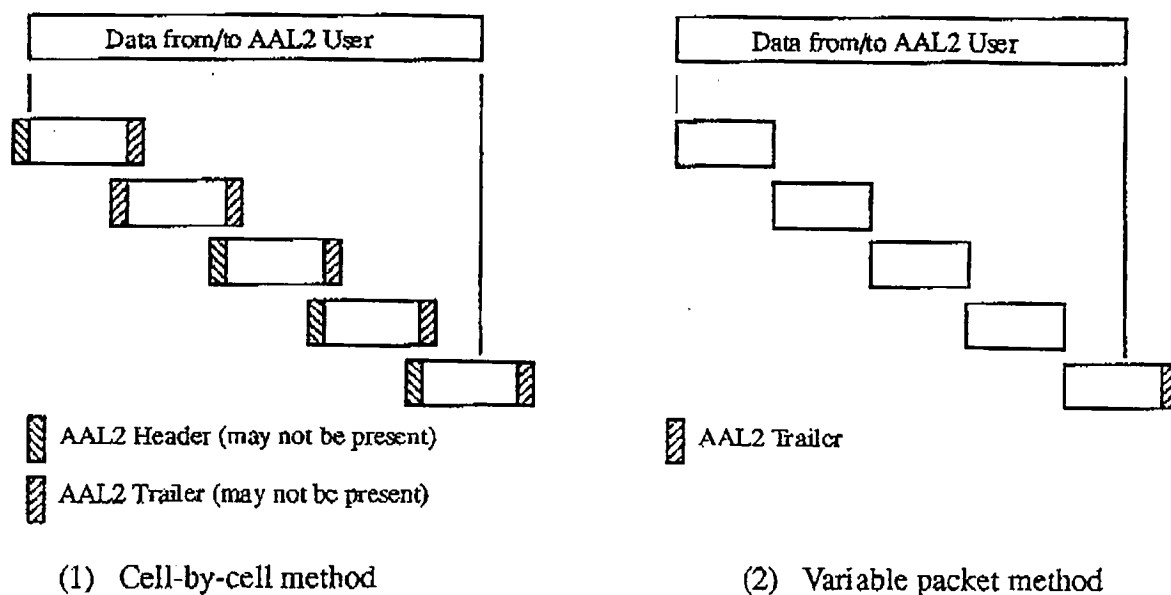 Data from/to AAL2 User
Data from/to AAL2 User
AAL2 Header (may not be present)
AAL2 Trailer (may not be present)
AAL2 Trailer
(1) Cell-by-cell method
(2) Variable packet method